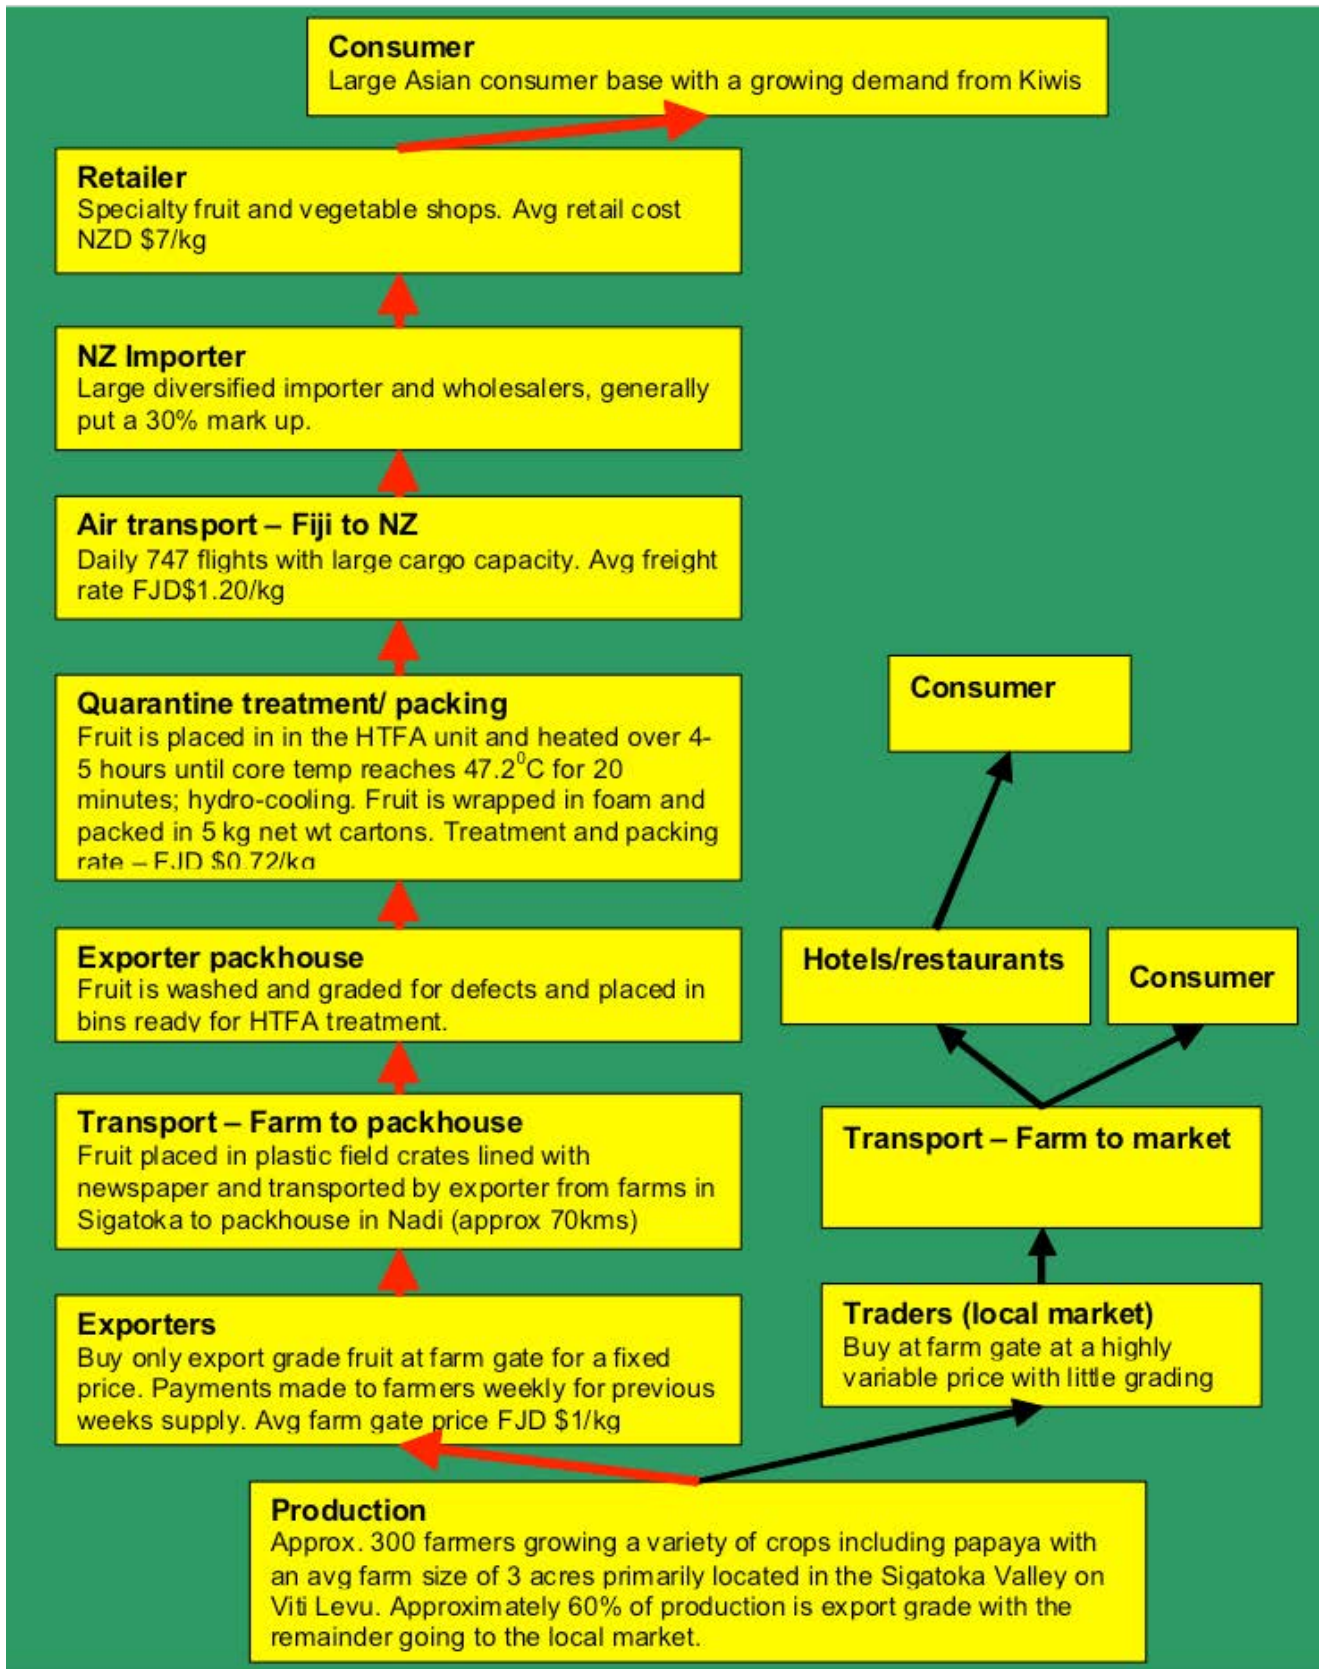 Consumer
Large Asian consumer base with a growing demand from Kiwis
Retailer
Specialty fruit and vegetable shops. Avg retail cost
NZD $7/kg
NZ Importer
Large diversified importer and wholesalers, generally
put a 30% mark up.
Air transport – Fiji to NZ
Daily 747 flights with large cargo capacity. Avg freight
rate FJD$1.20/kg
Quarantine treatment/ packing
Fruit is placed in in the HTFA unit and heated over 4-
5 hours until core temp reaches 47.2⁰C for 20
minutes; hydro-cooling. Fruit is wrapped in foam and
packed in 5 kg net wt cartons. Treatment and packing
rate – FJD $0.72/kg
Consumer
Exporter packhouse
Fruit is washed and graded for defects and placed in
bins ready for HTFA treatment.
Hotels/restaurants
Consumer
Transport – Farm to packhouse
Fruit placed in plastic field crates lined with
newspaper and transported by exporter from farms in
Sigatoka to packhouse in Nadi (approx 70kms)
Transport – Farm to market
Exporters
Buy only export grade fruit at farm gate for a fixed
price. Payments made to farmers weekly for previous
weeks supply. Avg farm gate price FJD $1/kg
Traders (local market)
Buy at farm gate at a highly
variable price with little grading
Production
Approx. 300 farmers growing a variety of crops including papaya with
an avg farm size of 3 acres primarily located in the Sigatoka Valley on
Viti Levu. Approximately 60% of production is export grade with the
remainder going to the local market.